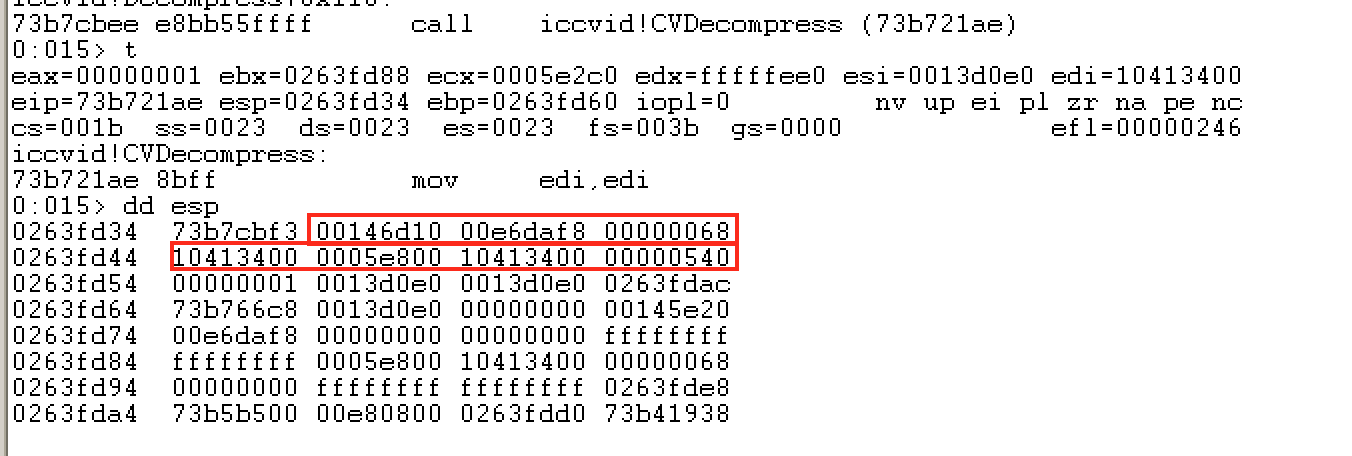 iccvid!Decompress+0x11e:
73b7cbee e8bb55ffff      call    iccvid!CVDecompress (73b721ae)
0:015> t
eax=00000001 ebx=0263fd88 ecx=0005e2c0 edx=fffffee0 esi=0013d0e0 edi=10413400
eip=73b721ae esp=0263fd34 ebp=0263fd60 iopl=0         nv up ei pl zr na pe nc
cs=001b  ss=0023  ds=0023  es=0023  fs=003b  gs=0000             efl=00000246
iccvid!CVDecompress:
73b721ae 8bff            mov     edi,edi
0:015> dd esp
0263fd34  73b7cbf3 00146d10 00e6daf8 00000068
0263fd44  10413400 0005e800 10413400 00000540
0263fd54  00000001 0013d0e0 0013d0e0 0263fdac
0263fd64  73b766c8 0013d0e0 00000000 00145e20
0263fd74  00e6daf8 00000000 00000000 ffffffff
0263fd84  ffffffff 0005e800 10413400 00000068
0263fd94  00000000 ffffffff ffffffff 0263fde8
0263fda4  73b5b500 00e80800 0263fdd0 73b41938